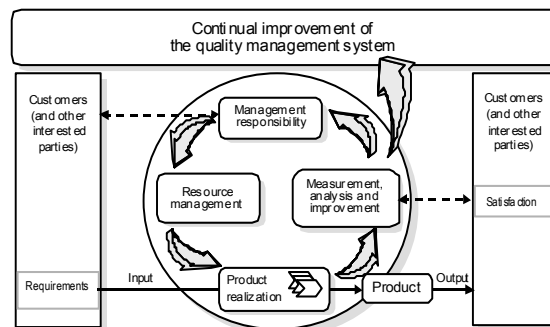 Continual improvement of
the quality management system
Customers
(and other
interested
parties)
Management
responsibility
Customers
(and other
interested
parties)
Resource
management
Measurement,
analysis and
improvement
Satisfaction
Requirements
Input
Product
realization
Product
Output